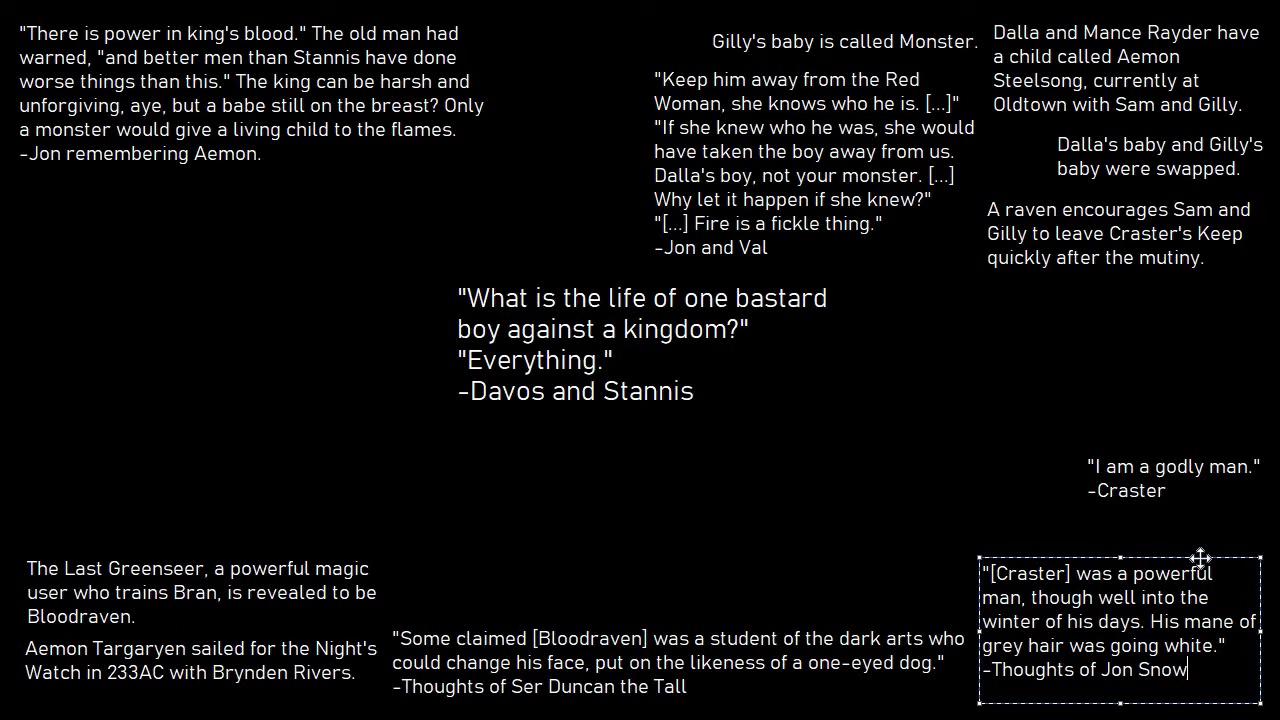 "There is power in king's blood." The old man had
warned, "and better men than Stannis have done
worse things than this." The king can be harsh and
unforgiving, aye, but a babe still on the breast? Only
a monster would give a living child to the flames.
-Jon remembering Aemon.
Gilly's baby is called Monster.
"Keep him away from the Red
Woman, she knows who he is. [...]"
"If she knew who he was, she would
have taken the boy away from us.
Dalla's boy, not your monster. [...]
Why let it happen if she knew?"
"[...] Fire is a fickle thing."
-Jon and Val
Dalla and Mance Rayder have
a child called Aemon
Steelsong, currently at
Oldtown with Sam and Gilly.
Dalla's baby and Gilly's
baby were swapped.
A raven encourages Sam and
Gilly to leave Craster's Keep
quickly after the mutiny.
"What is the life of one bastard
boy against a kingdom?"
"Everything."
-Davos and Stannis
"I am a godly man."
-Craster
The Last Greenseer, a powerful magic
user who trains Bran, is revealed to be
Bloodraven.
Aemon Targaryen sailed for the Night's
Watch in 233AC with Brynden Rivers.
"Some claimed [Bloodraven] was a student of the dark arts who
could change his face, put on the likeness of a one-eyed dog."
-Thoughts of Ser Duncan the Tall
"[Craster] was a powerful
man, though well into the
winter of his days. His mane of
grey hair was going white."
-Thoughts of Jon Snow